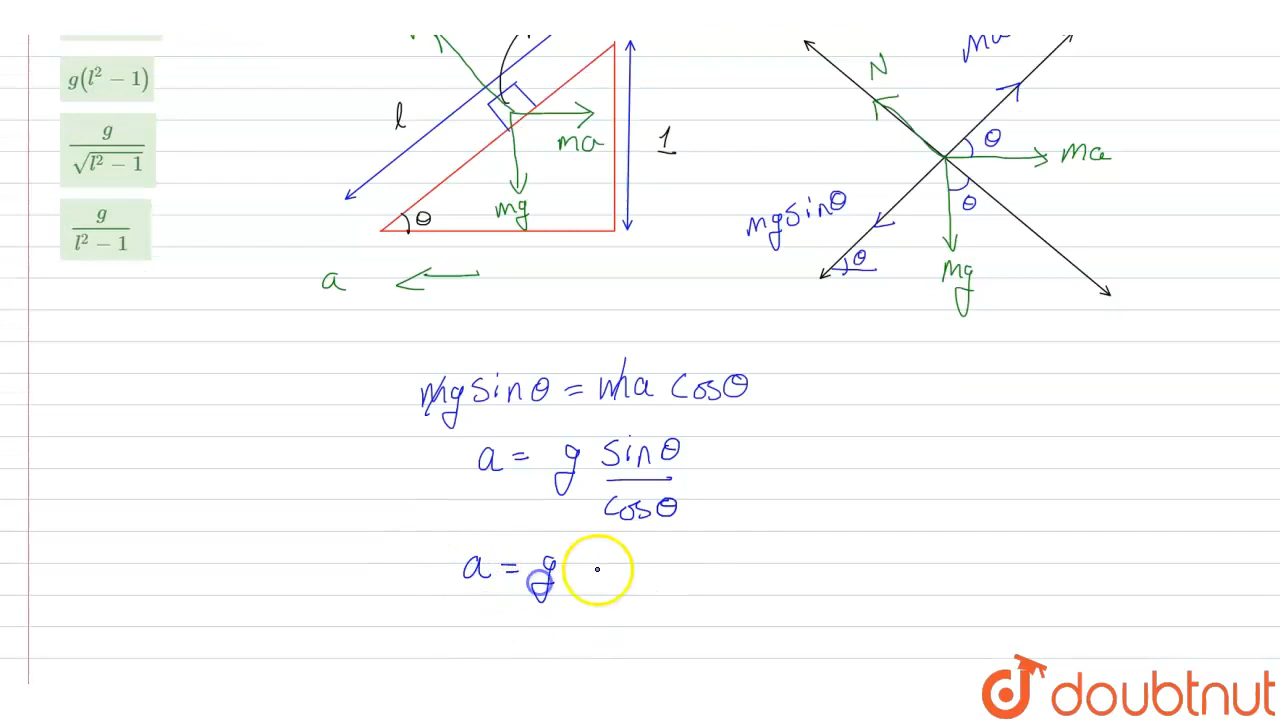 g(l² − 1)
g/√(l² − 1)
g/(l² − 1)
l
ma
mg
θ
1
a
N
ma
θ
ma
mg sinθ
θ
θ
mg
mg sinθ = ma cosθ
a = g sinθ/cosθ
a = g
doubtnut